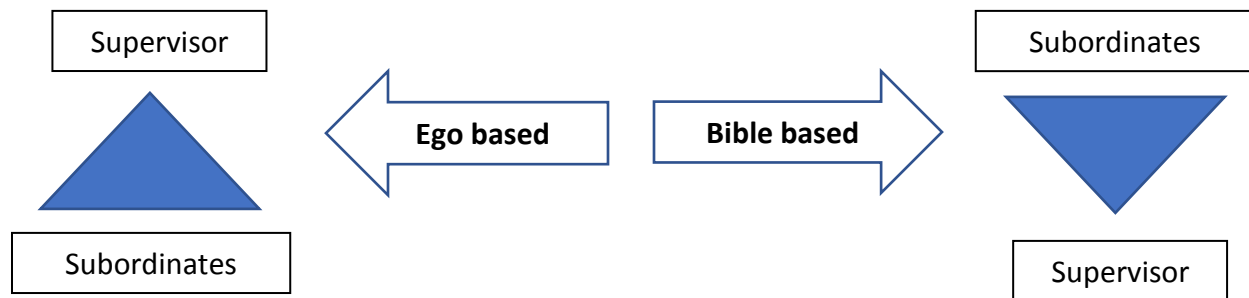 Supervisor
Subordinates
Ego based
Bible based
Subordinates
Supervisor